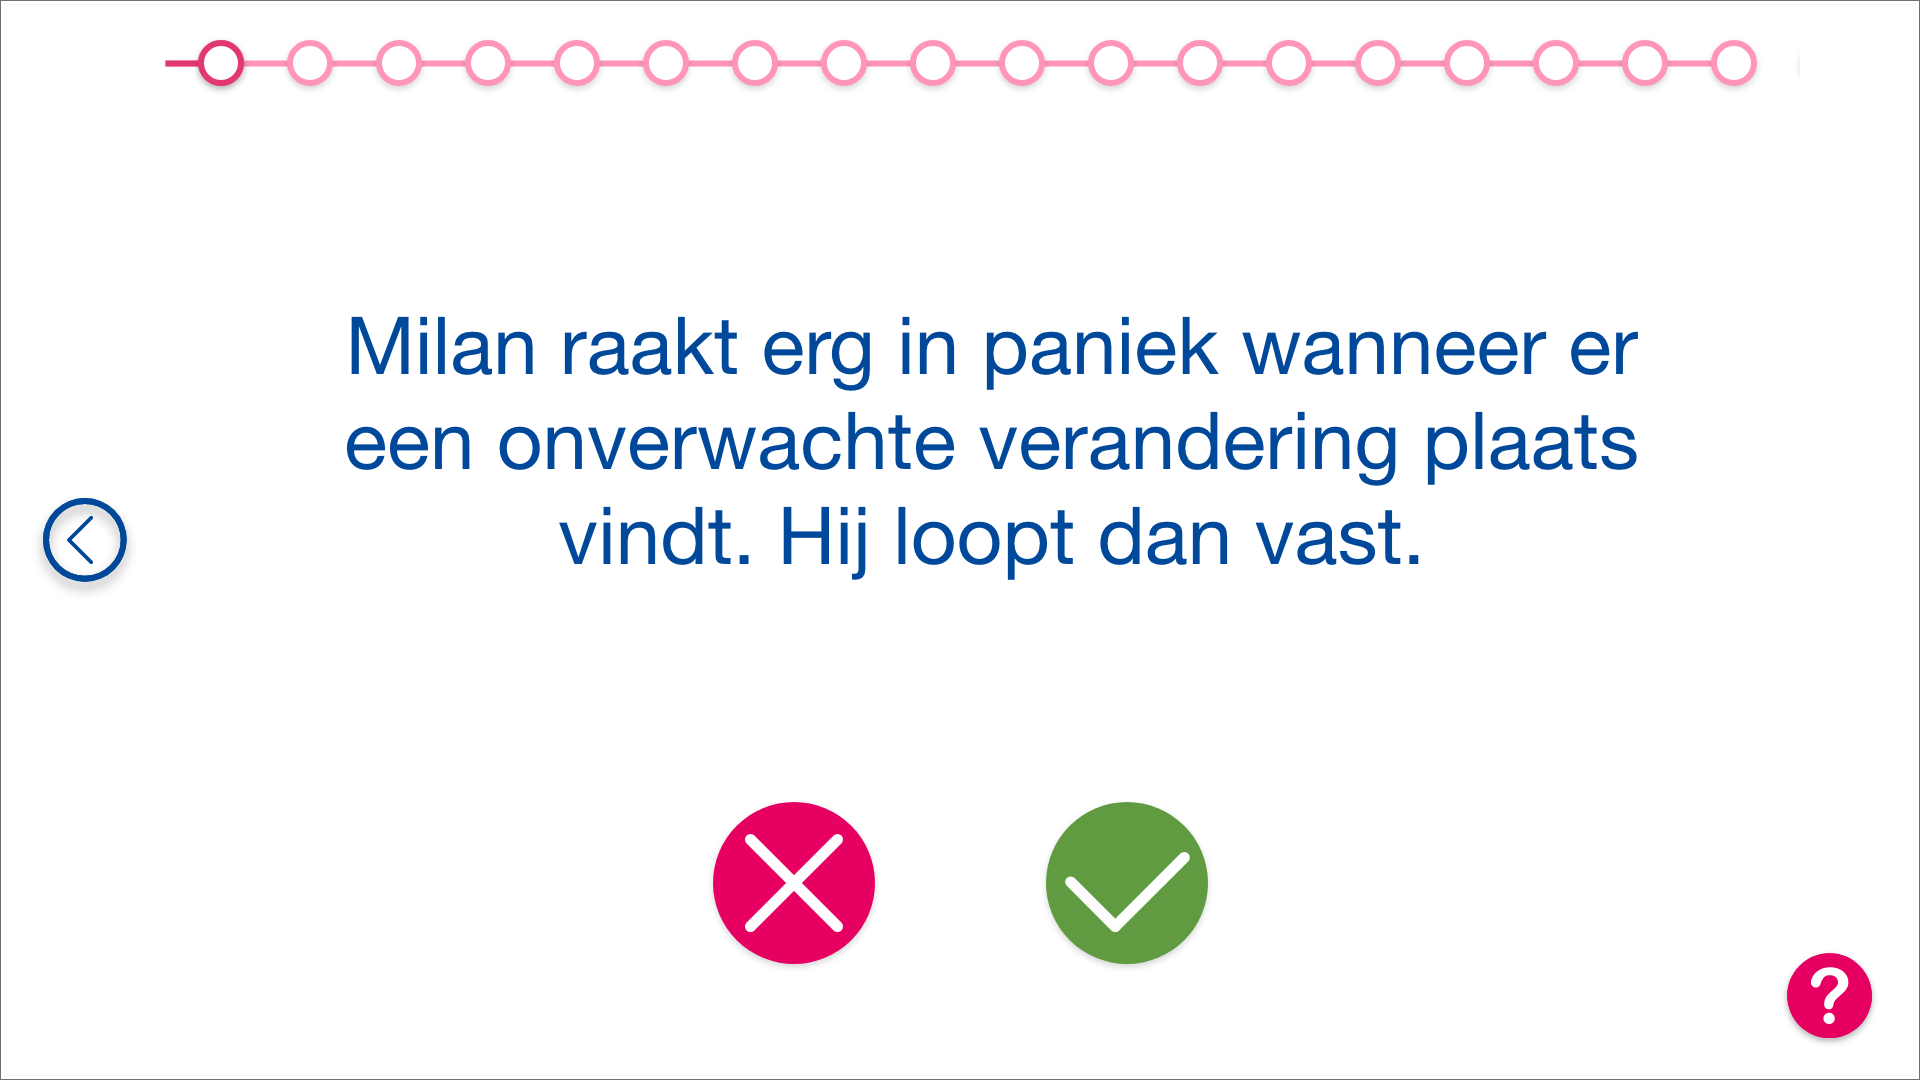 Milan raakt erg in paniek wanneer er
een onverwachte verandering plaats
vindt. Hij loopt dan vast.
?